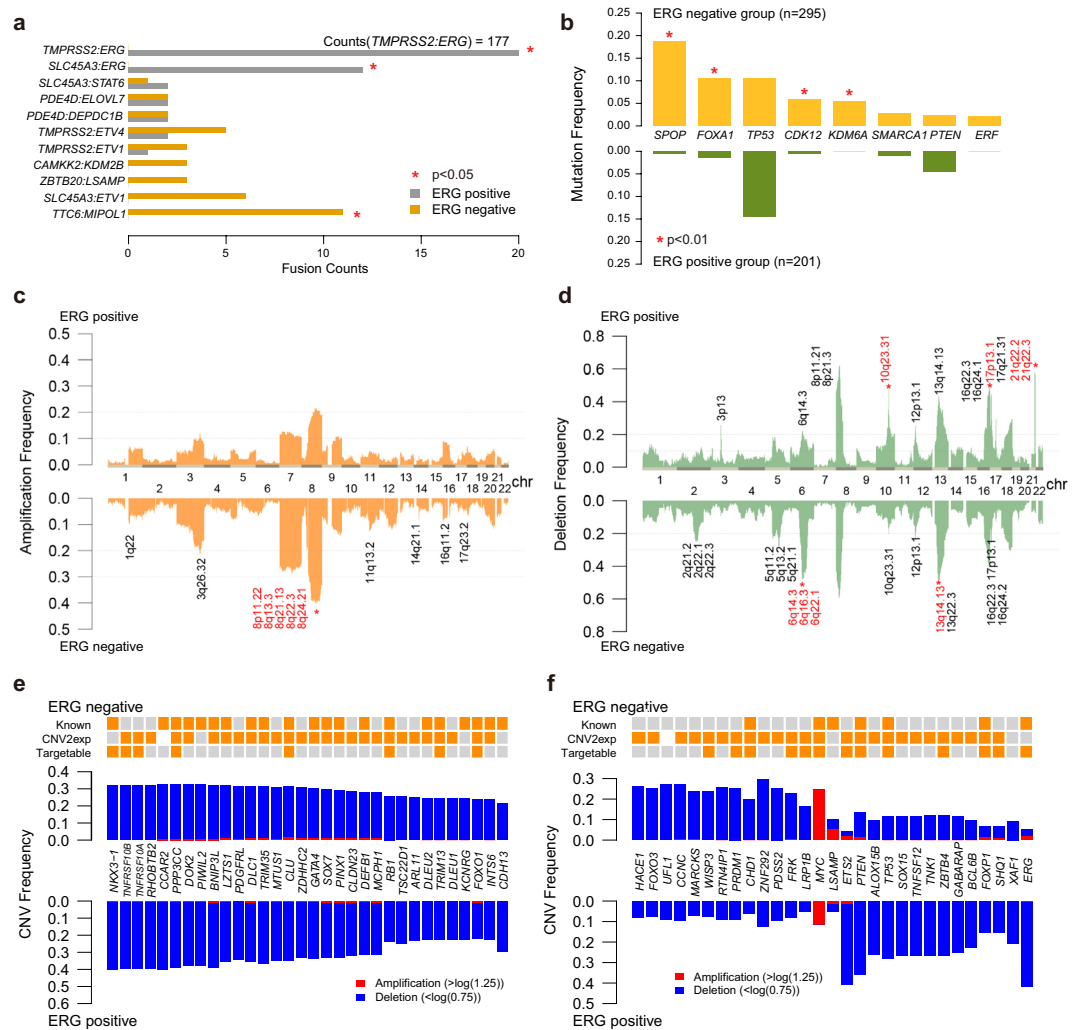 a
Counts(TMPRSS2:ERG) = 177
TMPRSS2:ERG
*
SLC45A3:ERG
*
SLC45A3:STAT6
PDE4D:ELOVL7
PDE4D:DEPDC1B
TMPRSS2:ETV4
TMPRSS2:ETV1
CAMKK2:KDM2B
ZBTB20:LSAMP
SLC45A3:ETV1
TTC6:MIPOL1
*
* p<0.05
ERG positive
ERG negative
0 5 10 15 20
Fusion Counts
b
ERG negative group (n=295)
Mutation Frequency
0.25
0.20
0.15
0.10
0.05
0.00
* * * *
SPOP FOXA1 TP53 CDK12 KDM6A SMARCA1 PTEN ERF
0.00
0.05
0.10
0.15
0.20
0.25
* p<0.01
ERG positive group (n=201)
c
ERG positive
Amplification Frequency
0.5
0.4
0.3
0.2
0.1
0.0
1 3 5 7 9 11 13 15 17 19 21 chr
2 4 6 8 10 12 14 16 18 20 22
0.0
0.1
0.2
0.3
0.4
0.5
1q22
3q26.32
8p11.22
8q13.3
8q21.13
8q22.3
8q24.21
*
11q13.2
14q21.1
16q11.2
17q23.2
ERG negative
d
ERG positive
Deletion Frequency
0.8
0.6
0.4
0.2
0.0
3p13
6q14.3
8p11.21
8p21.3
10q23.31
*
12p13.1
13q14.13
16q22.3
16q24.1
17p13.1
*
17q21.31
21q22.2
21q22.3
*
1 3 5 7 9 11 13 15 17 19 21 chr
2 4 6 8 10 12 14 16 18 20 22
0.0
0.2
0.4
0.6
0.8
2q21.2
2q22.1
2q22.3
5q11.2
5q13.2
5q21.1
6q14.3
6q16.3
6q22.1
*
10q23.31
12p13.1
13q14.13
*
13q22.3
16q22.3
17p13.1
16q24.2
ERG negative
e
ERG negative
Known
CNV2exp
Targetable
CNV Frequency
0.4
0.3
0.2
0.1
0.0
NKX3-1
TNFRSF10B
TNFRSF10A
RHOBTB2
CCAR2
PPP3CC
DOK2
PIWIL2
BNIP3L
LZTS1
PDGFRL
DLC1
TRIM35
MTUS1
CLU
ZDHHC2
GATA4
SOX7
PINX1
CLDN23
DEFB1
MCPH1
RB1
TSC22D1
ARL11
DLEU2
TRIM13
DLEU1
KCNRG
FOXO1
INTS6
CDH13
0.0
0.1
0.2
0.3
0.4
0.5
0.6
Amplification (>log(1.25))
Deletion (<log(0.75))
ERG positive
f
ERG negative
Known
CNV2exp
Targetable
CNV Frequency
0.3
0.2
0.1
0.0
HACE1
FOXO3
UFL1
CCNC
MARCKS
WISP3
RTN4IP1
PRDM1
CHD1
ZNF292
PDSS2
FRK
LRP1B
MYC
LSAMP
ETS2
PTEN
ALOX15B
TP53
SOX15
TNFSF12
TNK1
ZBTB4
GABARAP
BCL6B
FOXP1
SHQ1
XAF1
ERG
0.0
0.1
0.2
0.3
0.4
0.5
0.6
Amplification (>log(1.25))
Deletion (<log(0.75))
ERG positive